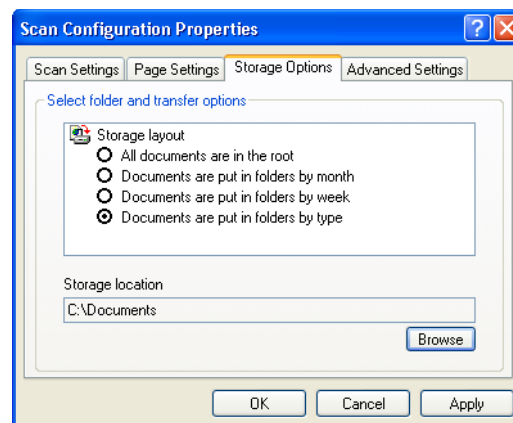 Scan Configuration Properties
Scan Settings Page Settings Storage Options Advanced Settings
Select folder and transfer options
Storage layout
All documents are in the root
Documents are put in folders by month
Documents are put in folders by week
Documents are put in folders by type
Storage location
C:\Documents
Browse
OK Cancel Apply